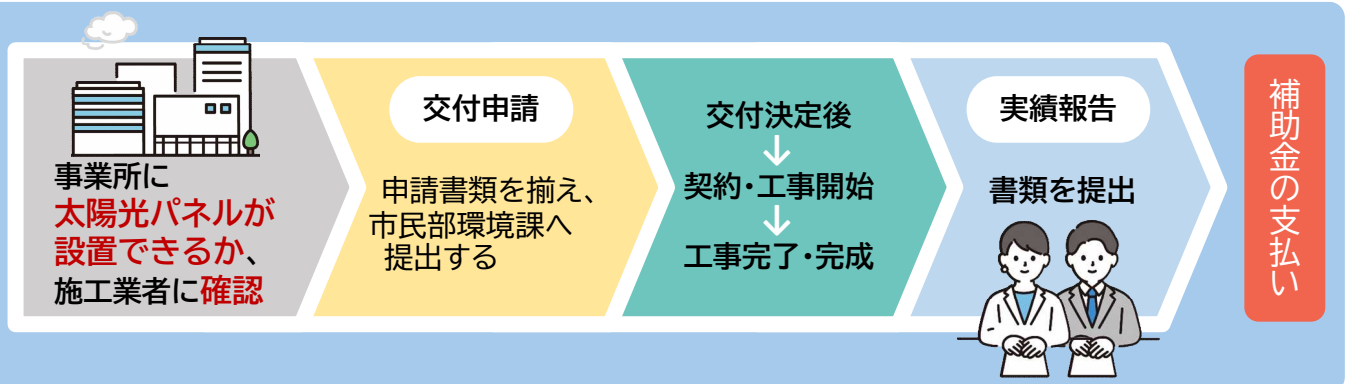 事業所に
太陽光パネルが
設置できるか、
施工業者に確認
交付申請
申請書類を揃え、
市民部環境課へ
提出する
交付決定後
↓
契約・工事開始
↓
工事完了・完成
実績報告
書類を提出
補助金の支払い